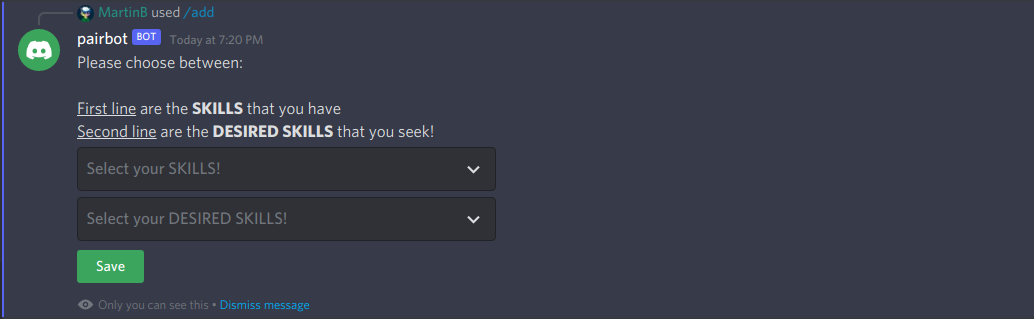 MartinB used /add
pairbot BOT Today at 7:20 PM
Please choose between:
First line are the SKILLS that you have
Second line are the DESIRED SKILLS that you seek!
Select your SKILLS!
Select your DESIRED SKILLS!
Save
Only you can see this • Dismiss message